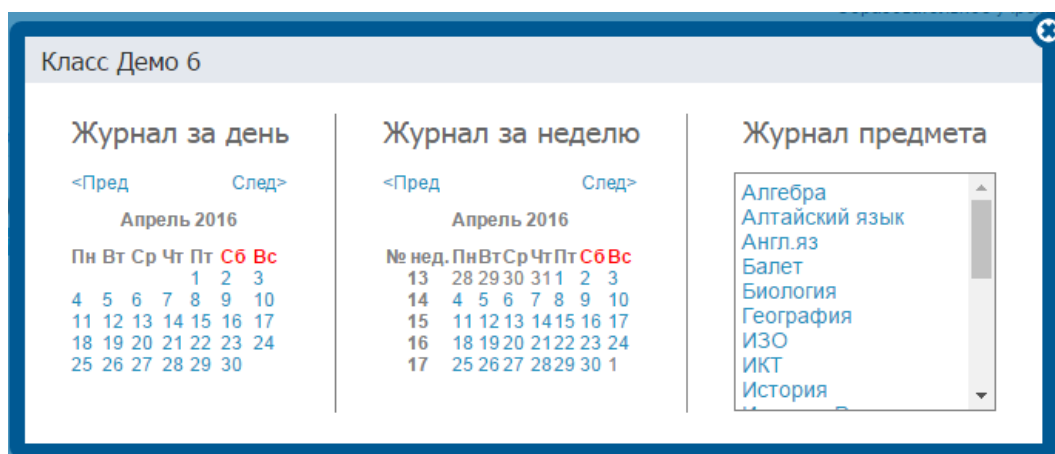 Класс Демо 6
Журнал за день
<Пред След>
Апрель 2016
Пн Вт Ср Чт Пт Сб Вс
1 2 3
4 5 6 7 8 9 10
11 12 13 14 15 16 17
18 19 20 21 22 23 24
25 26 27 28 29 30
Журнал за неделю
<Пред След>
Апрель 2016
№ нед. Пн Вт Ср Чт Пт Сб Вс
13 28 29 30 31 1 2 3
14 4 5 6 7 8 9 10
15 11 12 13 14 15 16 17
16 18 19 20 21 22 23 24
17 25 26 27 28 29 30 1
Журнал предмета
Алгебра
Алтайский язык
Англ.яз
Балет
Биология
География
ИЗО
ИКТ
История